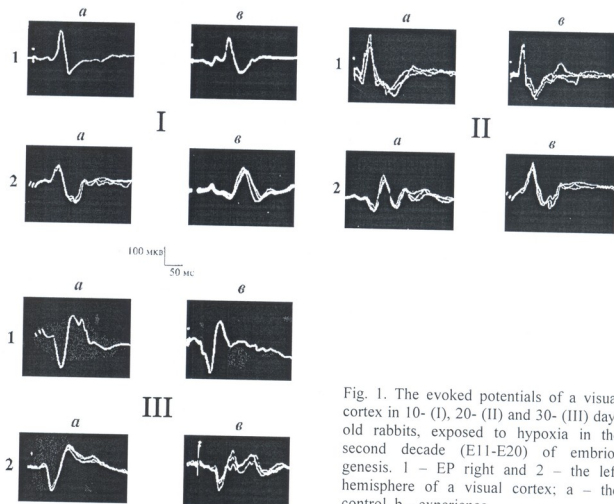 а в
1
I
а в
2
а в
1
II
а в
2
100 мкв
50 мс
а в
1
III
а в
2
Fig. 1. The evoked potentials of a visua
cortex in 10- (I), 20- (II) and 30- (III) day
old rabbits, exposed to hypoxia in th
second decade (E11-E20) of embrio
genesis. 1 – EP right and 2 – the lef
hemisphere of a visual cortex; a – the